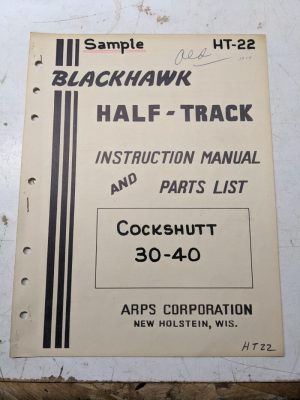 Sample
HT-22
Old
BLACKHAWK
HALF-TRACK
INSTRUCTION MANUAL
AND PARTS LIST
COCKSHUTT
30-40
ARPS CORPORATION
NEW HOLSTEIN, WIS.
HT22